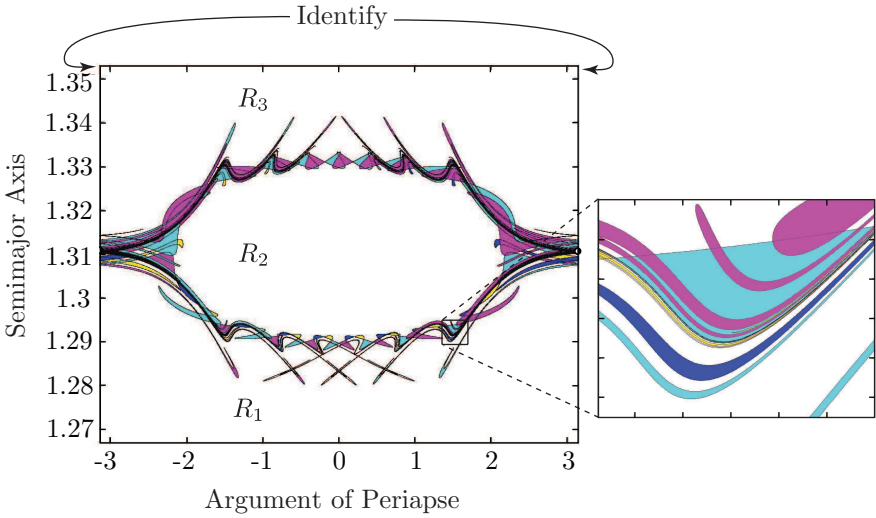 Identify
1.35
1.34
1.33
1.32
1.31
1.3
1.29
1.28
1.27
Semimajor Axis
R3
R2
R1
-3 -2 -1 0 1 2 3
Argument of Periapse